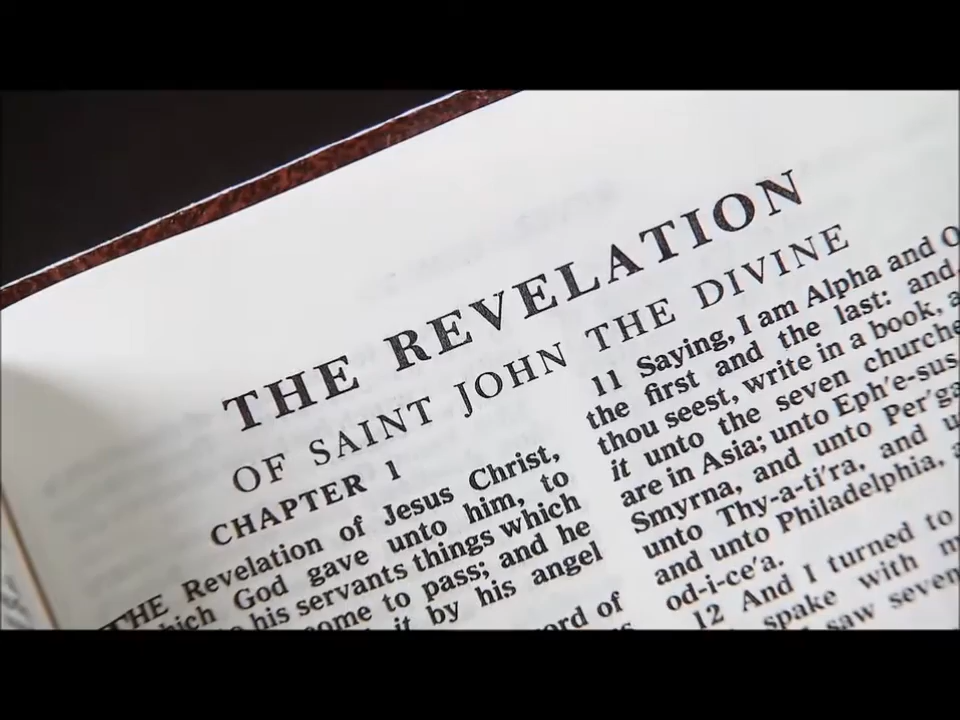 THE REVELATION
OF SAINT JOHN THE DIVINE
CHAPTER 1
THE Revelation of Jesus Christ,
which God gave unto him, to
his servants things which
come to pass; and he
it by his angel
word of
11 Saying, I am Alpha and O
the first and the last: and,
thou seest, write in a book, a
it unto the seven churche
are in Asia; unto Eph'e-sus,
Smyrna, and unto Per'ga
unto Thy-a-ti'ra, and u
and unto Philadelphia, a
od-i-ce'a.
12 And I turned to
spake with m
I saw seven